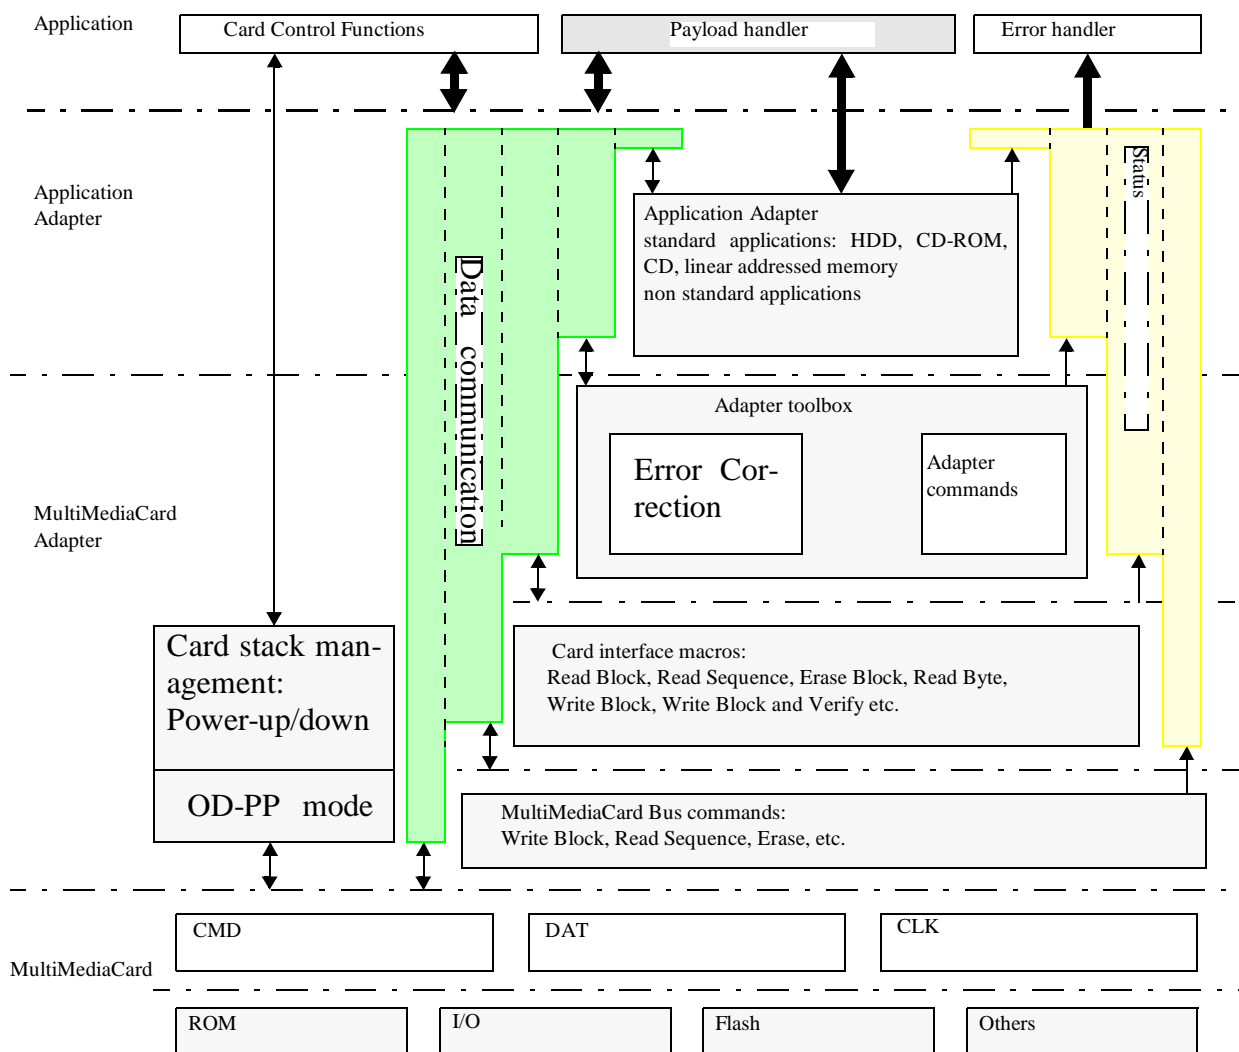 Application
Card Control Functions
Payload handler
Error handler
Application
Adapter
Status
Application Adapter
standard applications: HDD, CD-ROM,
CD, linear addressed memory
non standard applications
Data communication
Adapter toolbox
Error Cor-
rection
Adapter
commands
MultiMediaCard
Adapter
Card stack man-
agement:
Power-up/down
Card interface macros:
Read Block, Read Sequence, Erase Block, Read Byte,
Write Block, Write Block and Verify etc.
OD-PP mode
MultiMediaCard Bus commands:
Write Block, Read Sequence, Erase, etc.
CMD
DAT
CLK
MultiMediaCard
ROM
I/O
Flash
Others